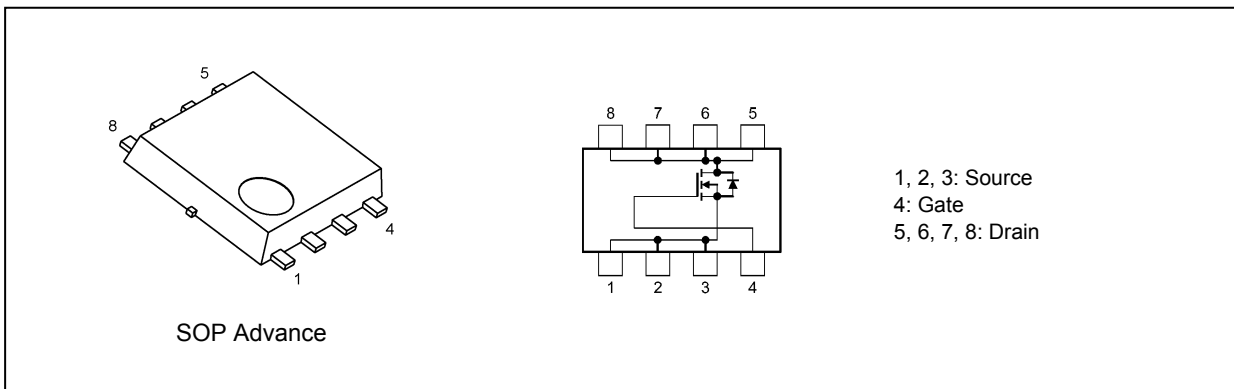 5
8
4
1
SOP Advance
8 7 6 5
1 2 3 4
1, 2, 3: Source
4: Gate
5, 6, 7, 8: Drain